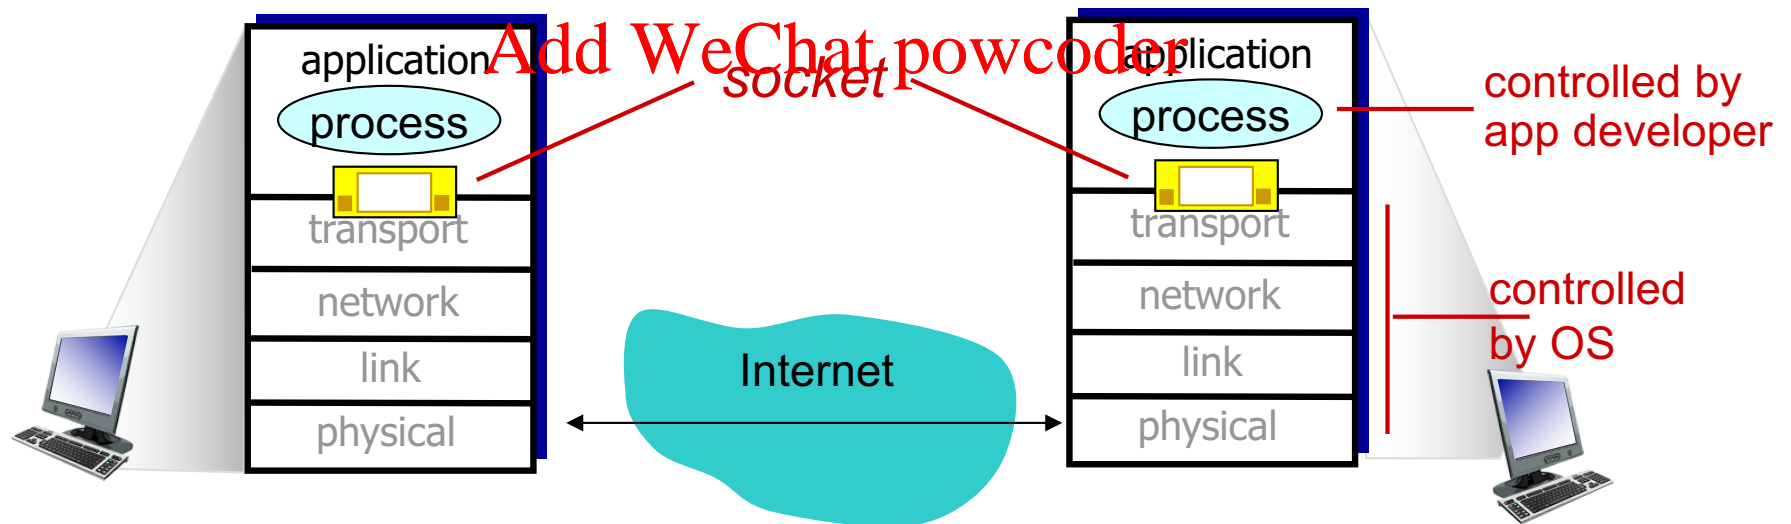 Add WeChat powcoder
application
process
transport
network
link
physical
socket
Internet
application
process
transport
network
link
physical
controlled by
app developer
controlled
by OS